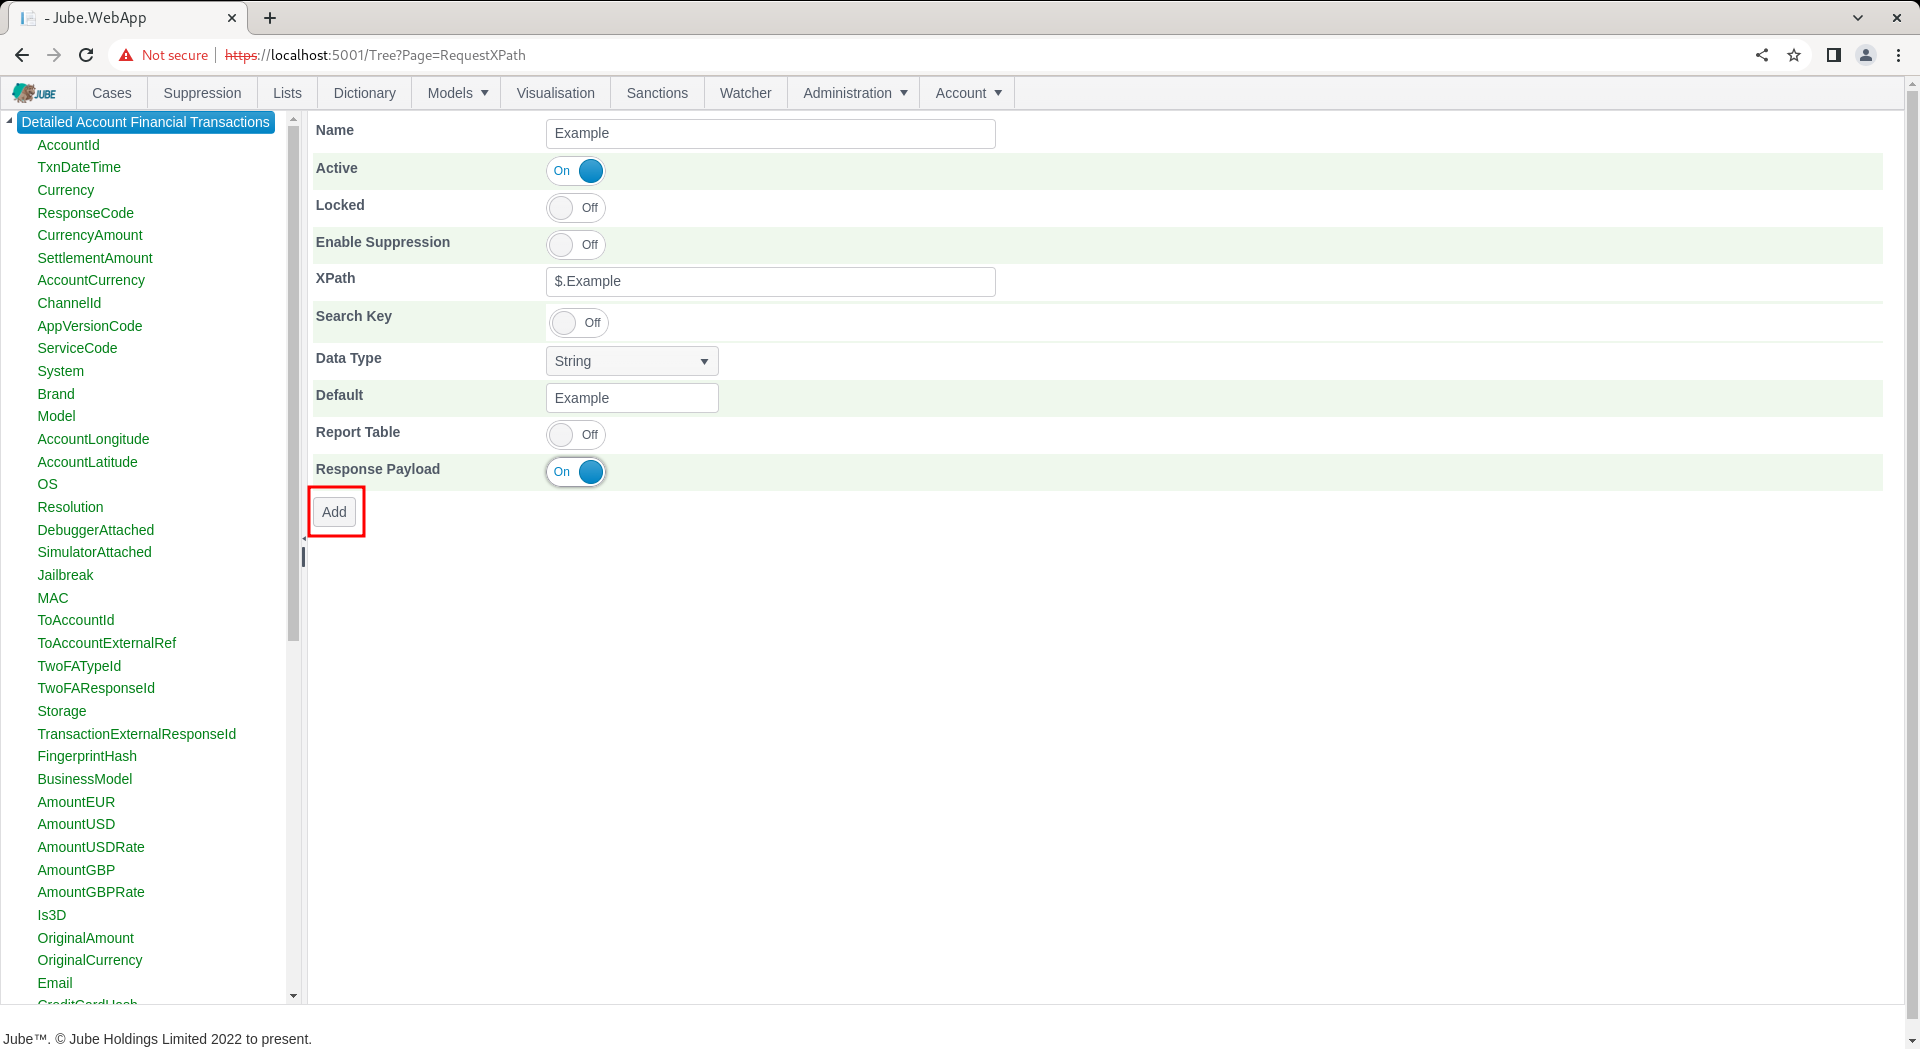 - Jube.WebApp
Not secure https://localhost:5001/Tree?Page=RequestXPath
JUBE Cases Suppression Lists Dictionary Models Visualisation Sanctions Watcher Administration Account
Detailed Account Financial Transactions
AccountId
TxnDateTime
Currency
ResponseCode
CurrencyAmount
SettlementAmount
AccountCurrency
ChannelId
AppVersionCode
ServiceCode
System
Brand
Model
AccountLongitude
AccountLatitude
OS
Resolution
DebuggerAttached
SimulatorAttached
Jailbreak
MAC
ToAccountId
ToAccountExternalRef
TwoFATypeId
TwoFAResponseId
Storage
TransactionExternalResponseId
FingerprintHash
BusinessModel
AmountEUR
AmountUSD
AmountUSDRate
AmountGBP
AmountGBPRate
Is3D
OriginalAmount
OriginalCurrency
Email
CreditCardHash
Name Example
Active On
Locked Off
Enable Suppression Off
XPath $.Example
Search Key Off
Data Type String
Default Example
Report Table Off
Response Payload On
Add
Jube™. © Jube Holdings Limited 2022 to present.